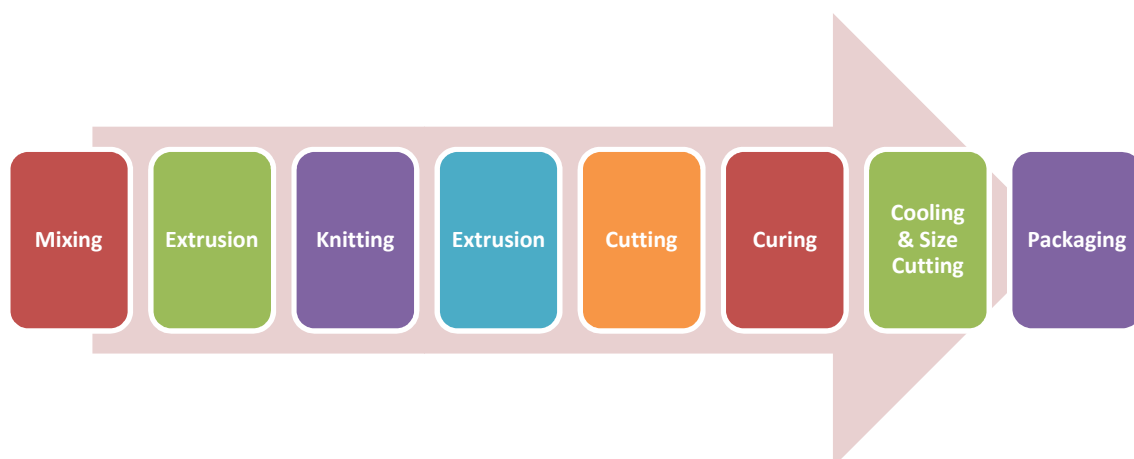 Mixing
Extrusion
Knitting
Extrusion
Cutting
Curing
Cooling
& Size
Cutting
Packaging